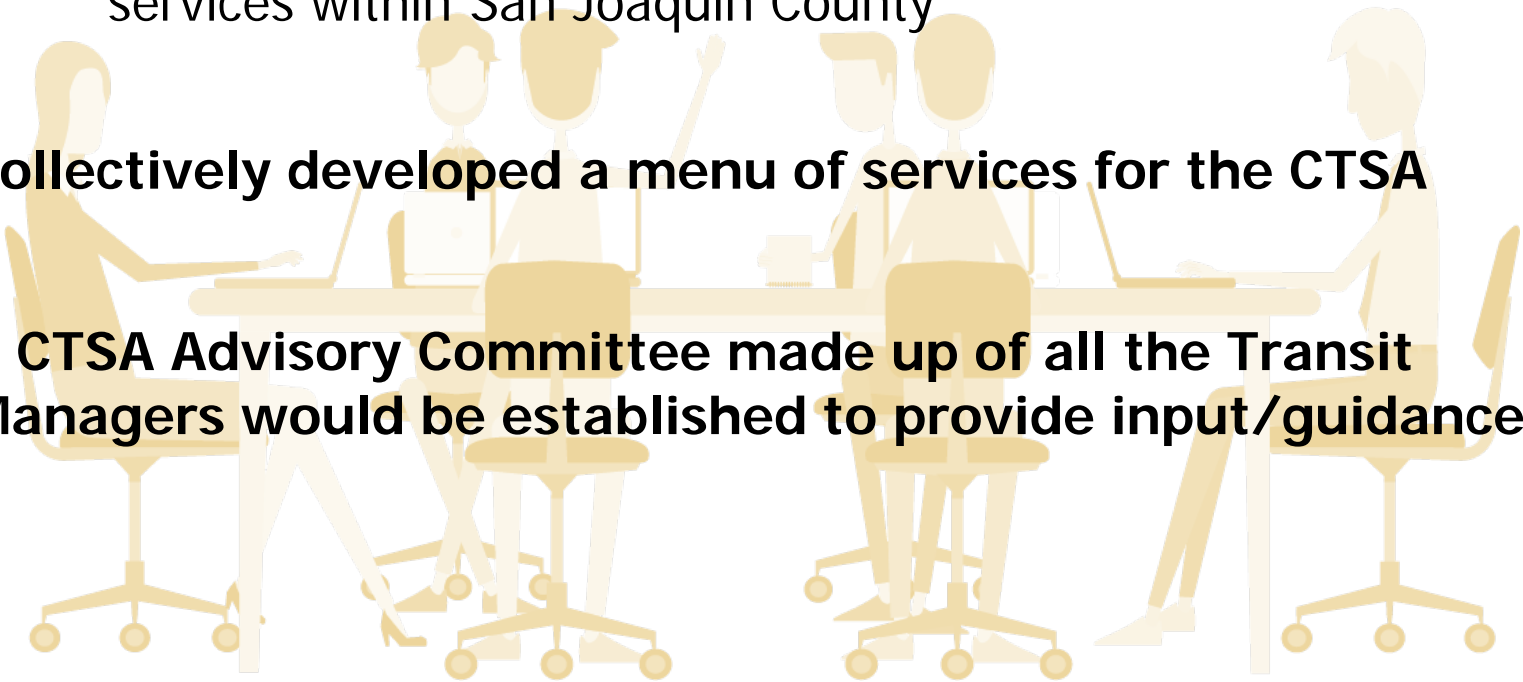 services within San Joaquin County
ollectively developed a menu of services for the CTSA
CTSA Advisory Committee made up of all the Transit
anagers would be established to provide input/guidance